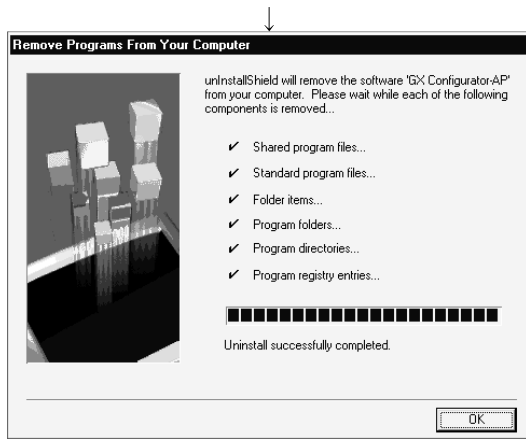 Remove Programs From Your Computer
unInstallShield will remove the software 'GX Configurator-AP'
from your computer. Please wait while each of the following
components is removed...
✔ Shared program files...
✔ Standard program files...
✔ Folder items...
✔ Program folders...
✔ Program directories...
✔ Program registry entries...
Uninstall successfully completed.
OK